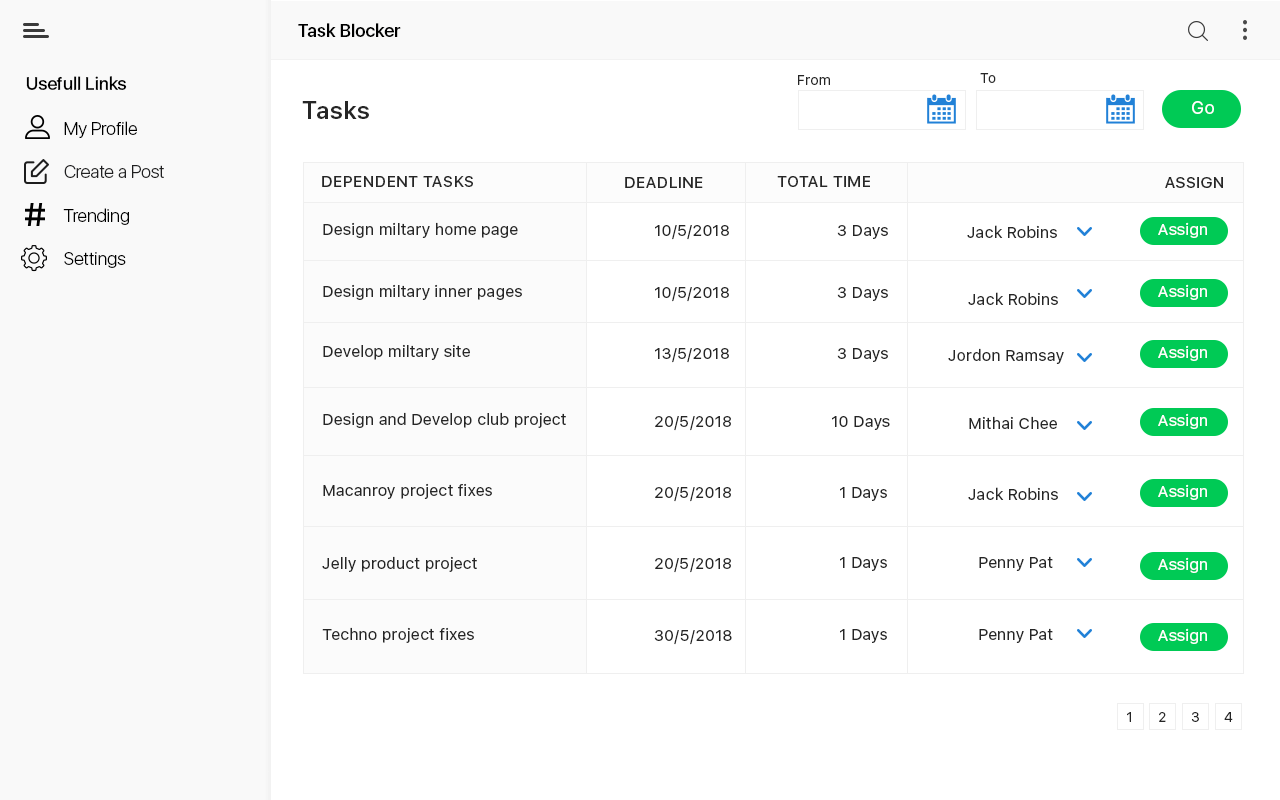 Task Blocker
Usefull Links
My Profile
Create a Post
Trending
Settings
Tasks
From
To
Go
DEPENDENT TASKS DEADLINE TOTAL TIME ASSIGN
Design miltary home page 10/5/2018 3 Days Jack Robins Assign
Design miltary inner pages 10/5/2018 3 Days Jack Robins Assign
Develop miltary site 13/5/2018 3 Days Jordon Ramsay Assign
Design and Develop club project 20/5/2018 10 Days Mithai Chee Assign
Macanroy project fixes 20/5/2018 1 Days Jack Robins Assign
Jelly product project 20/5/2018 1 Days Penny Pat Assign
Techno project fixes 30/5/2018 1 Days Penny Pat Assign
1 2 3 4